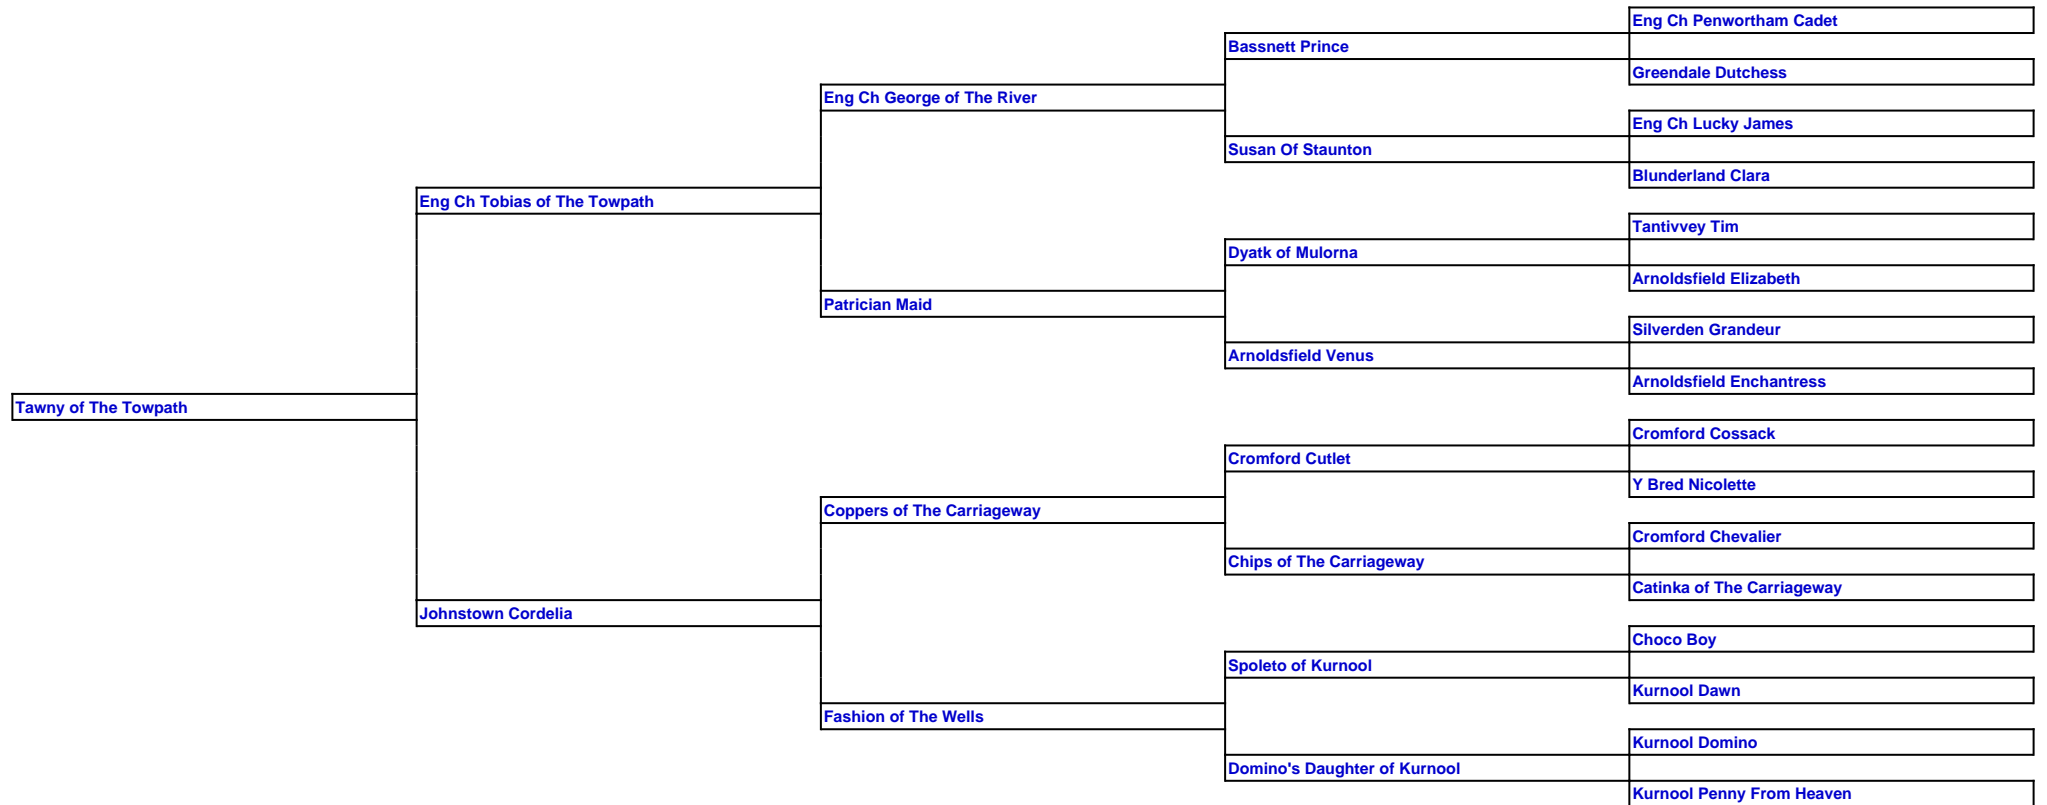 Eng Ch Penwortham Cadet
Bassnett Prince
Greendale Dutchess
Eng Ch George of The River
Eng Ch Lucky James
Susan Of Staunton
Blunderland Clara
Eng Ch Tobias of The Towpath
Tantivvey Tim
Dyatk of Mulorna
Arnoldsfield Elizabeth
Patrician Maid
Silverden Grandeur
Arnoldsfield Venus
Arnoldsfield Enchantress
Tawny of The Towpath
Cromford Cossack
Cromford Cutlet
Y Bred Nicolette
Coppers of The Carriageway
Cromford Chevalier
Chips of The Carriageway
Catinka of The Carriageway
Johnstown Cordelia
Choco Boy
Spoleto of Kurnool
Kurnool Dawn
Fashion of The Wells
Kurnool Domino
Domino's Daughter of Kurnool
Kurnool Penny From Heaven